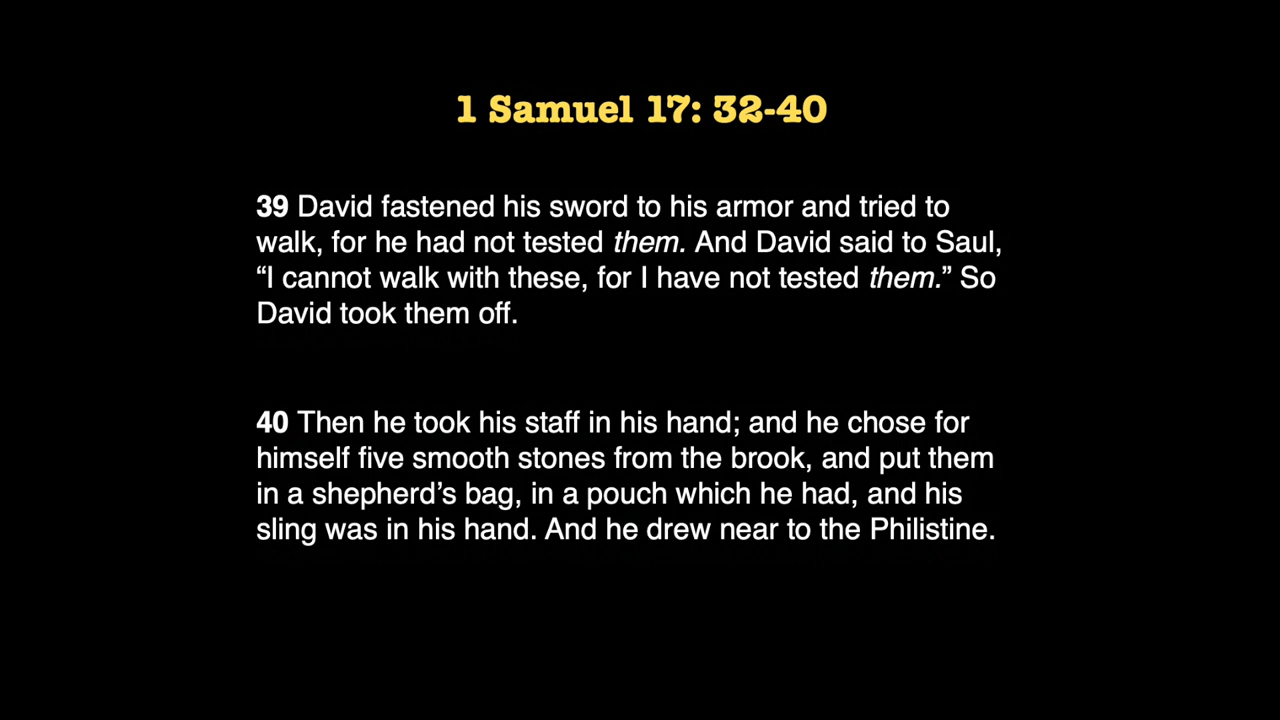 1 Samuel 17: 32-40
39 David fastened his sword to his armor and tried to
walk, for he had not tested them. And David said to Saul,
“I cannot walk with these, for I have not tested them.” So
David took them off.
40 Then he took his staff in his hand; and he chose for
himself five smooth stones from the brook, and put them
in a shepherd’s bag, in a pouch which he had, and his
sling was in his hand. And he drew near to the Philistine.